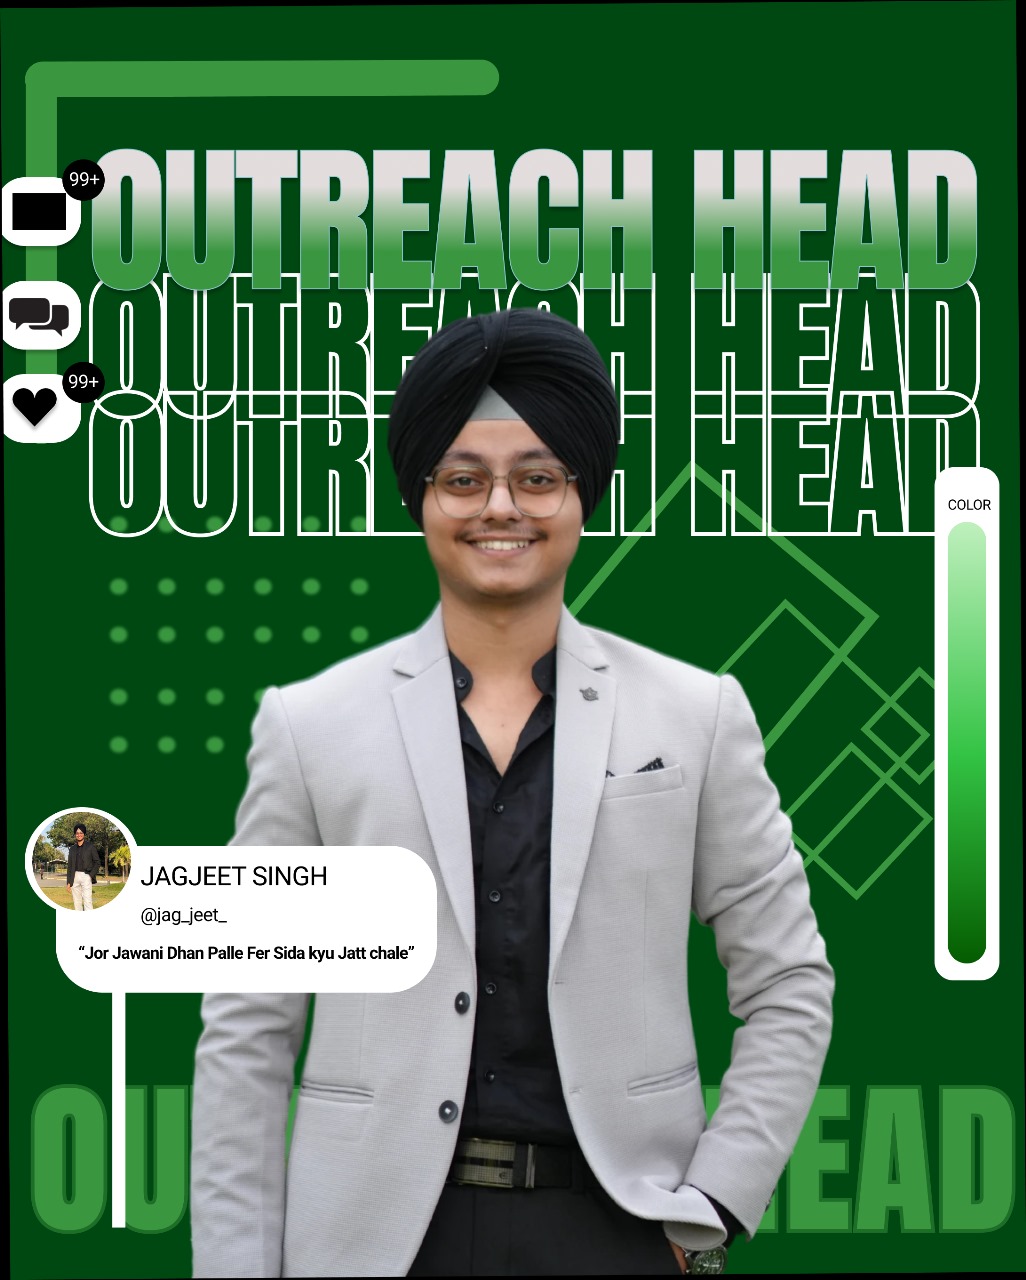 OUTREACH HEAD
99+
OUTREACH HEAD
99+
OUTREACH HEAD
COLOR
JAGJEET SINGH
@jag_jeet_
“Jor Jawani Dhan Palle Fer Sida kyu Jatt chale”
OU HEAD